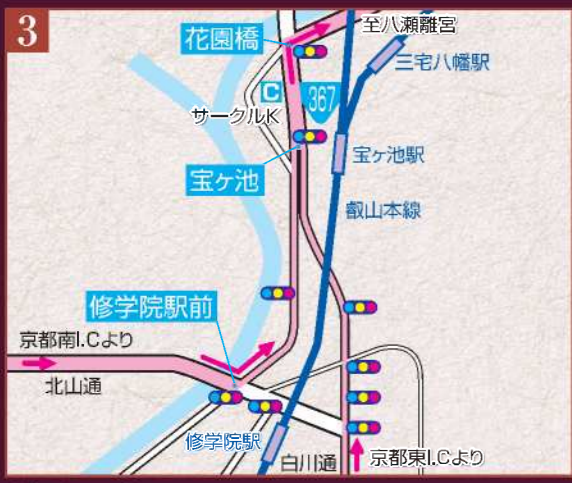 3
花園橋
至八瀬離宮
三宅八幡駅
C
367
サークルK
宝ヶ池駅
宝ヶ池
叡山本線
修学院駅前
京都南I.Cより
北山通
修学院駅
白川通
京都東I.Cより